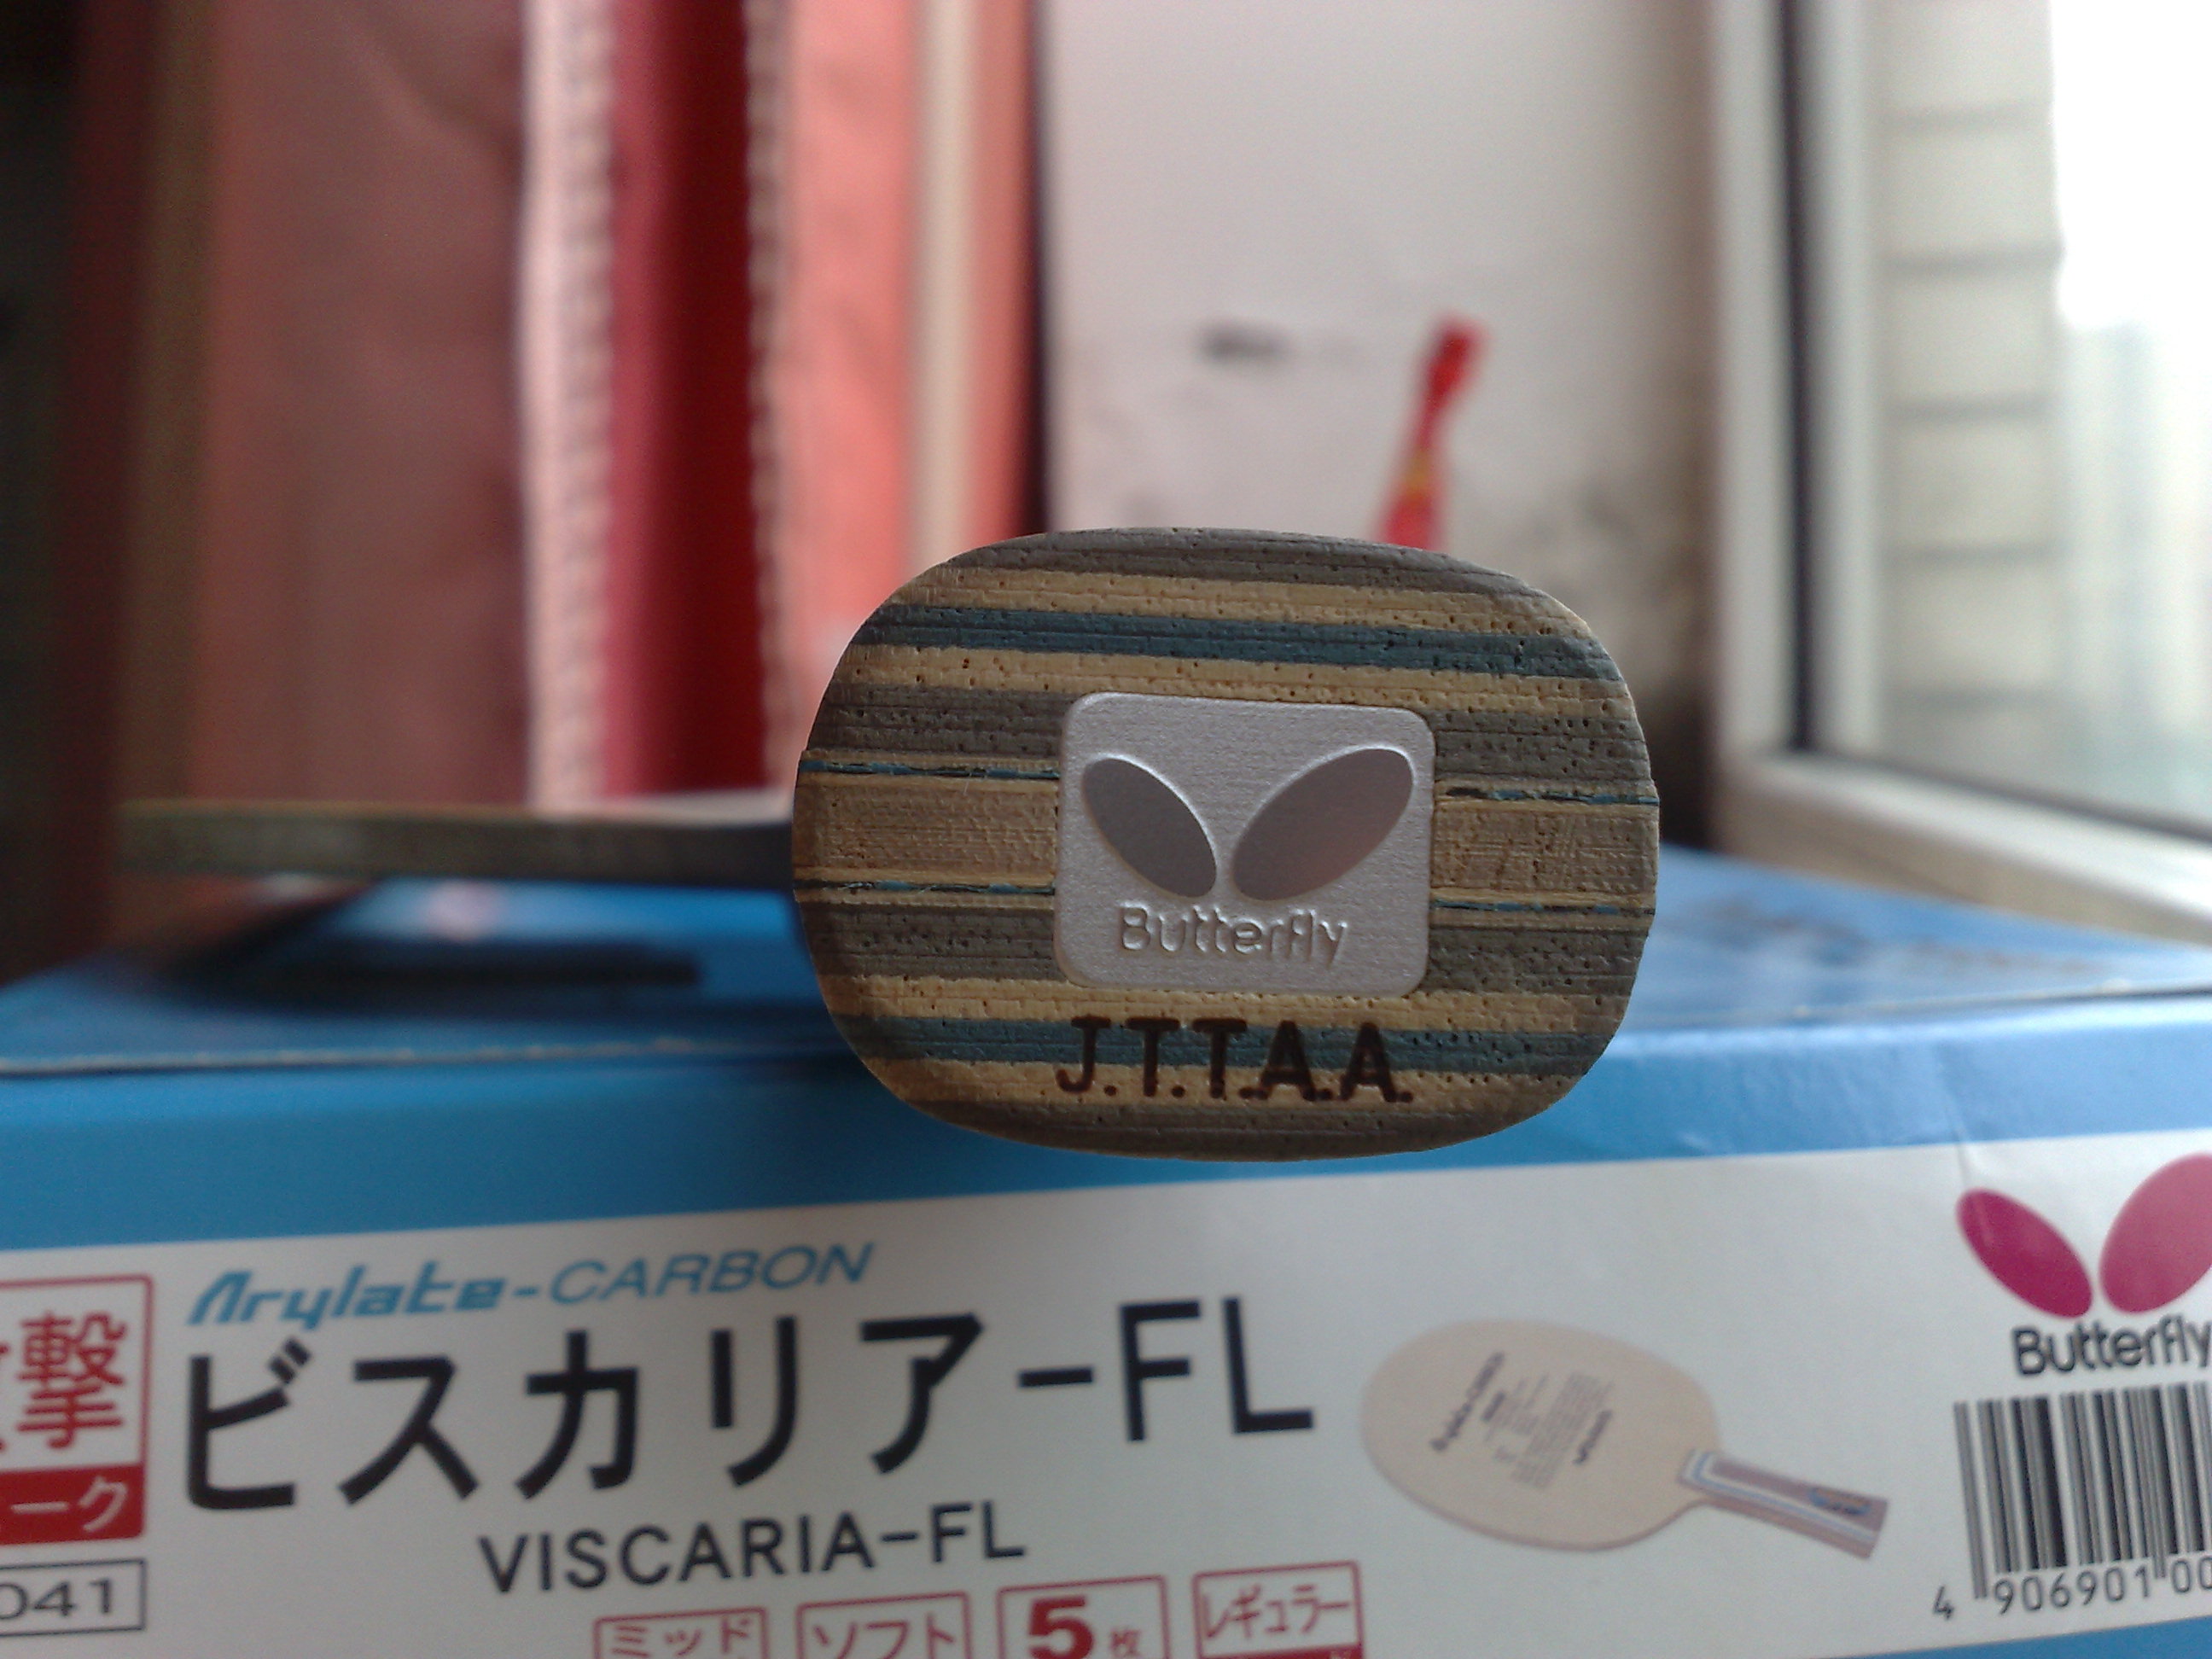 Butterfly
J.T.T.A.A.
Arylate-CARBON
ビスカリア-FL
VISCARIA-FL
撃
ーク
041
ミッド
ソフト
5枚
レギュラー
Butterfly
4 906901 00